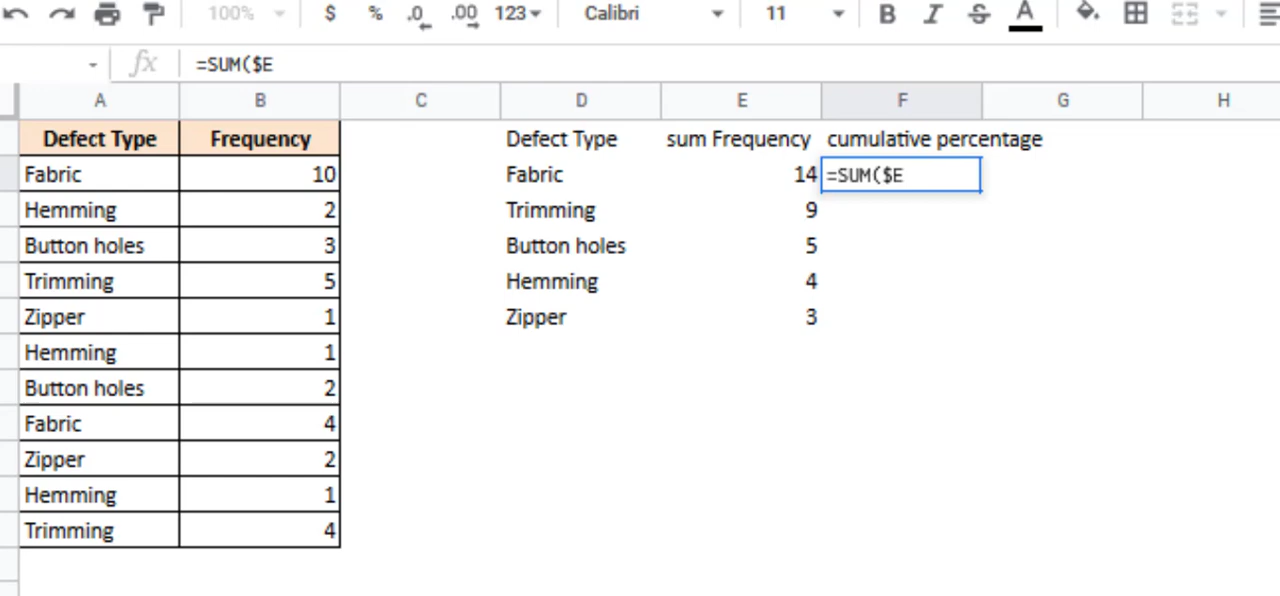 100% $ % .0 .00 123 Calibri 11 B I S A
fx =SUM($E
A B C D E F G H
Defect Type Frequency Defect Type sum Frequency cumulative percentage
Fabric 10 Fabric 14 =SUM($E
Hemming 2 Trimming 9
Button holes 3 Button holes 5
Trimming 5 Hemming 4
Zipper 1 Zipper 3
Hemming 1
Button holes 2
Fabric 4
Zipper 2
Hemming 1
Trimming 4